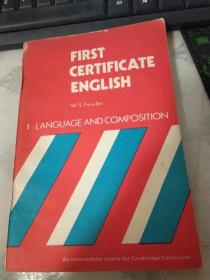 FIRST
CERTIFICATE
ENGLISH
W S Fowler
1 LANGUAGE AND COMPOSITION
An intermediate course for Cambridge Certificate